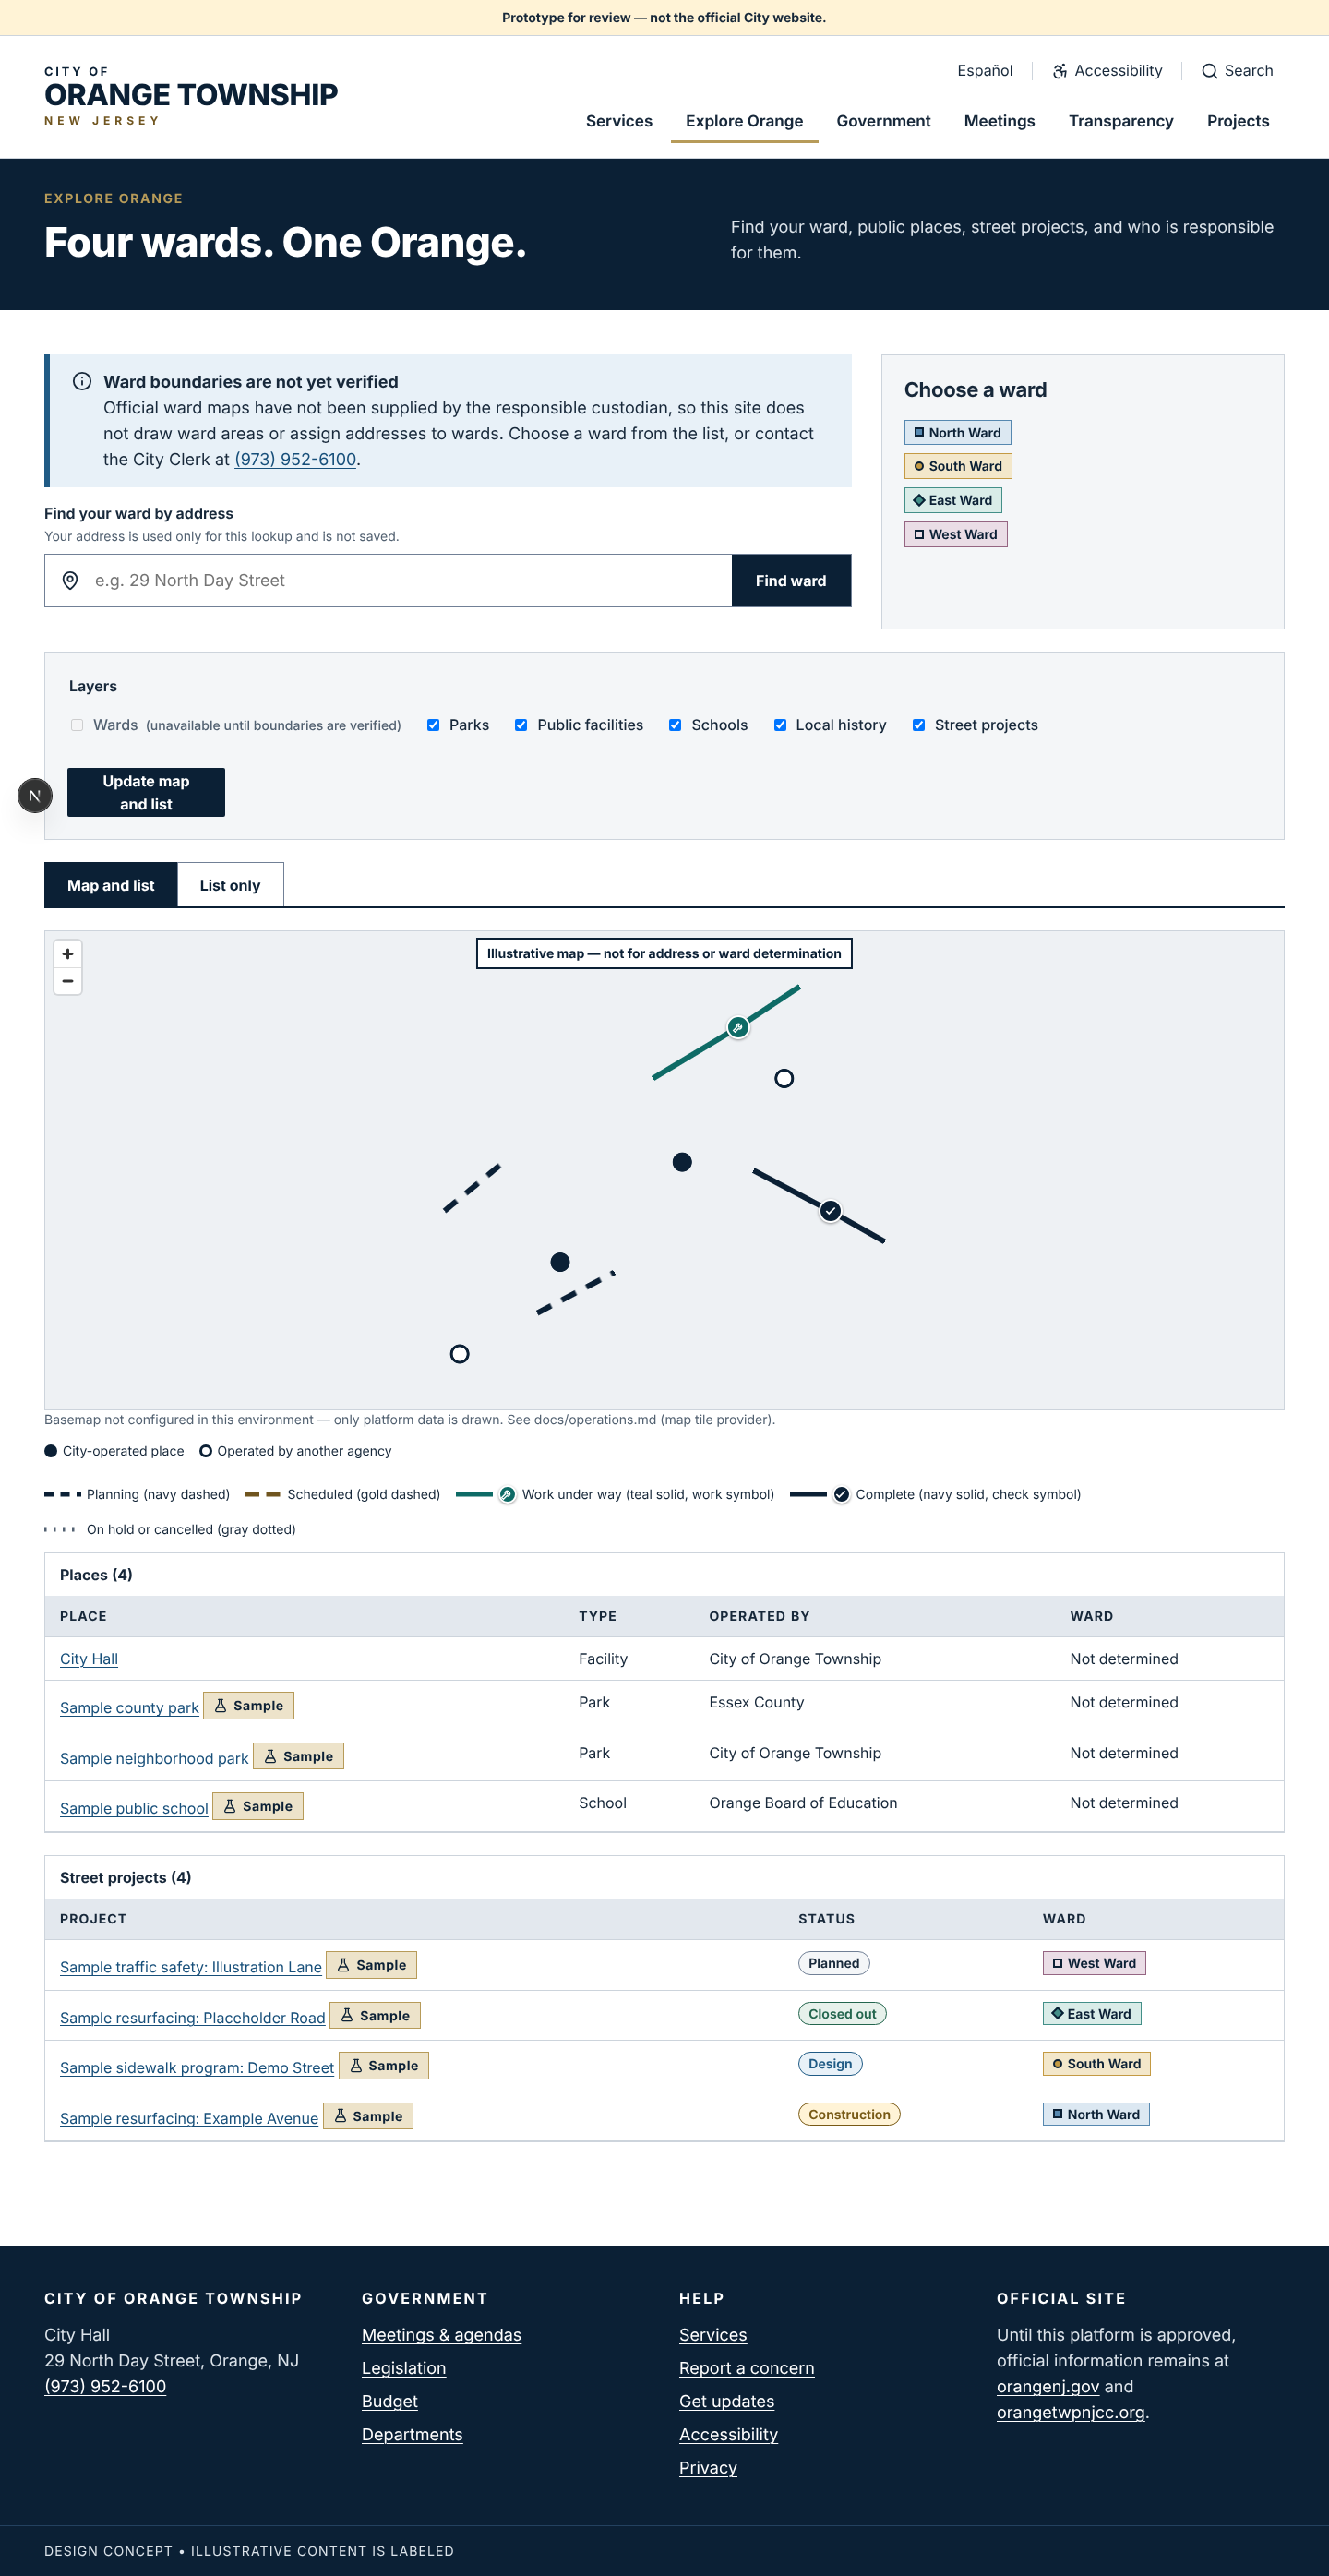 Prototype for review — not the official City website.
CITY OF
ORANGE TOWNSHIP
NEW JERSEY
Español
Accessibility
Search
Services
Explore Orange
Government
Meetings
Transparency
Projects
EXPLORE ORANGE
Four wards. One Orange.
Find your ward, public places, street projects, and who is responsible
for them.
Ward boundaries are not yet verified
Official ward maps have not been supplied by the responsible custodian, so this site does
not draw ward areas or assign addresses to wards. Choose a ward from the list, or contact
the City Clerk at (973) 952-6100.
Find your ward by address
Your address is used only for this lookup and is not saved.
e.g. 29 North Day Street
Find ward
Choose a ward
North Ward
South Ward
East Ward
West Ward
Layers
Wards (unavailable until boundaries are verified)
Parks
Public facilities
Schools
Local history
Street projects
Update map
and list
N
Map and list
List only
+
−
Illustrative map — not for address or ward determination
Basemap not configured in this environment — only platform data is drawn. See docs/operations.md (map tile provider).
City-operated place
Operated by another agency
Planning (navy dashed)
Scheduled (gold dashed)
Work under way (teal solid, work symbol)
Complete (navy solid, check symbol)
On hold or cancelled (gray dotted)
Places (4)
PLACE TYPE OPERATED BY WARD
City Hall Facility City of Orange Township Not determined
Sample county park Sample Park Essex County Not determined
Sample neighborhood park Sample Park City of Orange Township Not determined
Sample public school Sample School Orange Board of Education Not determined
Street projects (4)
PROJECT STATUS WARD
Sample traffic safety: Illustration Lane Sample Planned West Ward
Sample resurfacing: Placeholder Road Sample Closed out East Ward
Sample sidewalk program: Demo Street Sample Design South Ward
Sample resurfacing: Example Avenue Sample Construction North Ward
CITY OF ORANGE TOWNSHIP
City Hall
29 North Day Street, Orange, NJ
(973) 952-6100
GOVERNMENT
Meetings & agendas
Legislation
Budget
Departments
HELP
Services
Report a concern
Get updates
Accessibility
Privacy
OFFICIAL SITE
Until this platform is approved,
official information remains at
orangenj.gov and
orangetwpnjcc.org.
DESIGN CONCEPT • ILLUSTRATIVE CONTENT IS LABELED